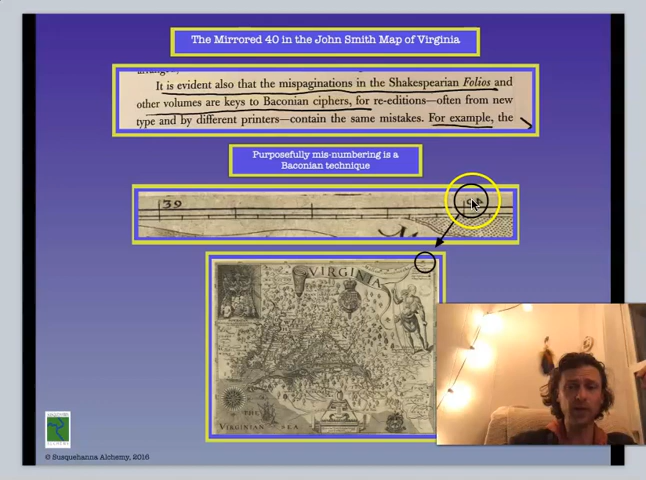 The Mirrored 40 in the John Smith Map of Virginia
It is evident also that the mispaginations in the Shakespearian Folios and
other volumes are keys to Baconian ciphers, for re-editions—often from new
type and by different printers—contain the same mistakes. For example, the
Purposefully mis-numbering is a
Baconian technique
39
VIRGINIA
THE
VIRGINIAN SEA
© Susquehanna Alchemy, 2016